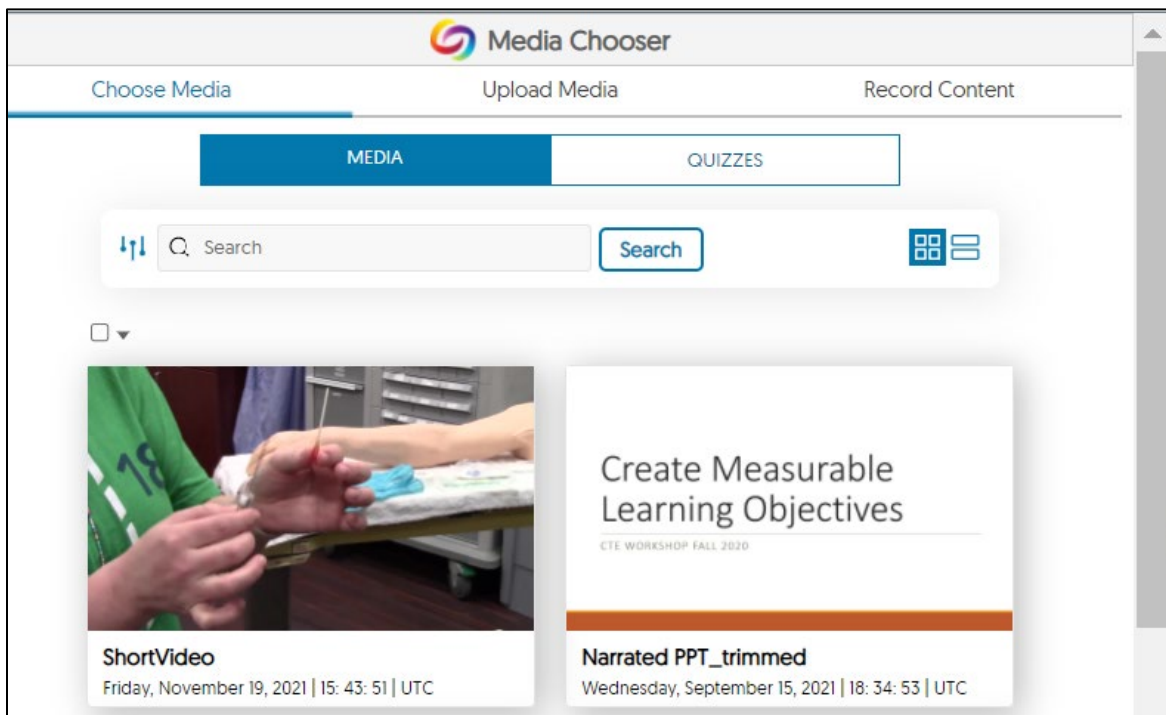 Media Chooser
Choose Media Upload Media Record Content
MEDIA QUIZZES
Search Search
18
Create Measurable
Learning Objectives
CTE WORKSHOP FALL 2020
ShortVideo Narrated PPT_trimmed
Friday, November 19, 2021 | 15: 43: 51 | UTC Wednesday, September 15, 2021 | 18: 34: 53 | UTC